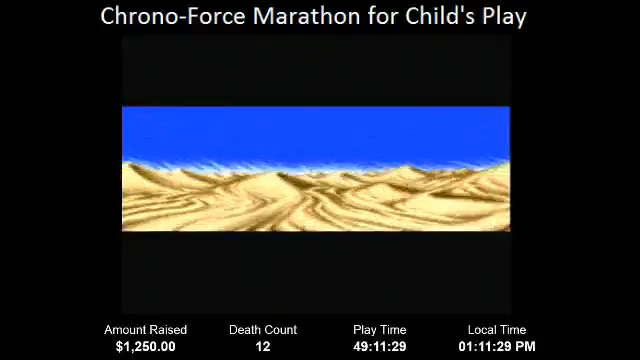 Chrono-Force Marathon for Child's Play
Amount Raised Death Count Play Time Local Time
$1,250.00 12 49:11:29 01:11:29 PM